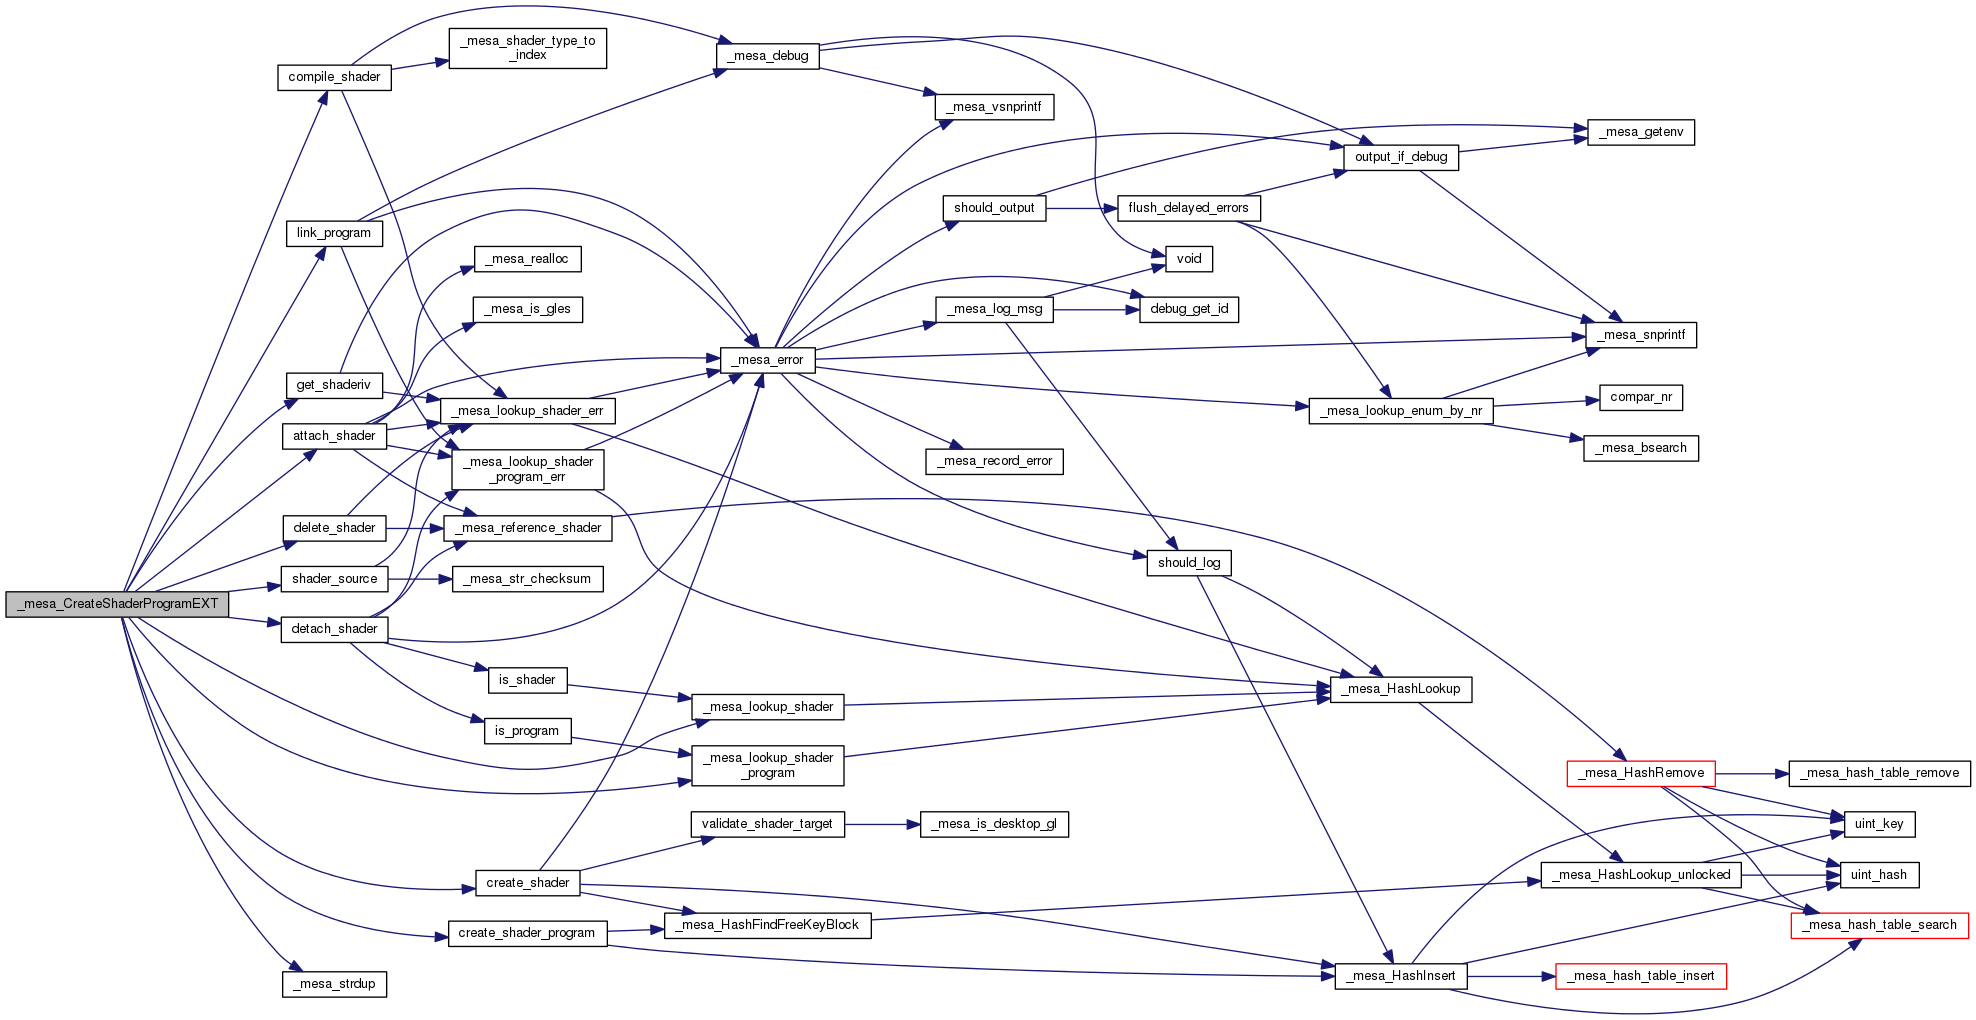 _mesa_CreateShaderProgramEXT
compile_shader
link_program
get_shaderiv
attach_shader
delete_shader
shader_source
detach_shader
_mesa_strdup
_mesa_shader_type_to
_index
_mesa_realloc
_mesa_is_gles
_mesa_lookup_shader_err
_mesa_lookup_shader
_program_err
_mesa_reference_shader
_mesa_str_checksum
is_shader
is_program
create_shader
create_shader_program
_mesa_debug
_mesa_error
_mesa_lookup_shader
_mesa_lookup_shader
_program
validate_shader_target
_mesa_HashFindFreeKeyBlock
_mesa_vsnprintf
should_output
_mesa_log_msg
_mesa_record_error
_mesa_is_desktop_gl
flush_delayed_errors
void
debug_get_id
should_log
output_if_debug
_mesa_lookup_enum_by_nr
_mesa_HashLookup
_mesa_HashInsert
_mesa_getenv
_mesa_snprintf
compar_nr
_mesa_bsearch
_mesa_HashRemove
_mesa_HashLookup_unlocked
_mesa_hash_table_insert
_mesa_hash_table_remove
uint_key
uint_hash
_mesa_hash_table_search